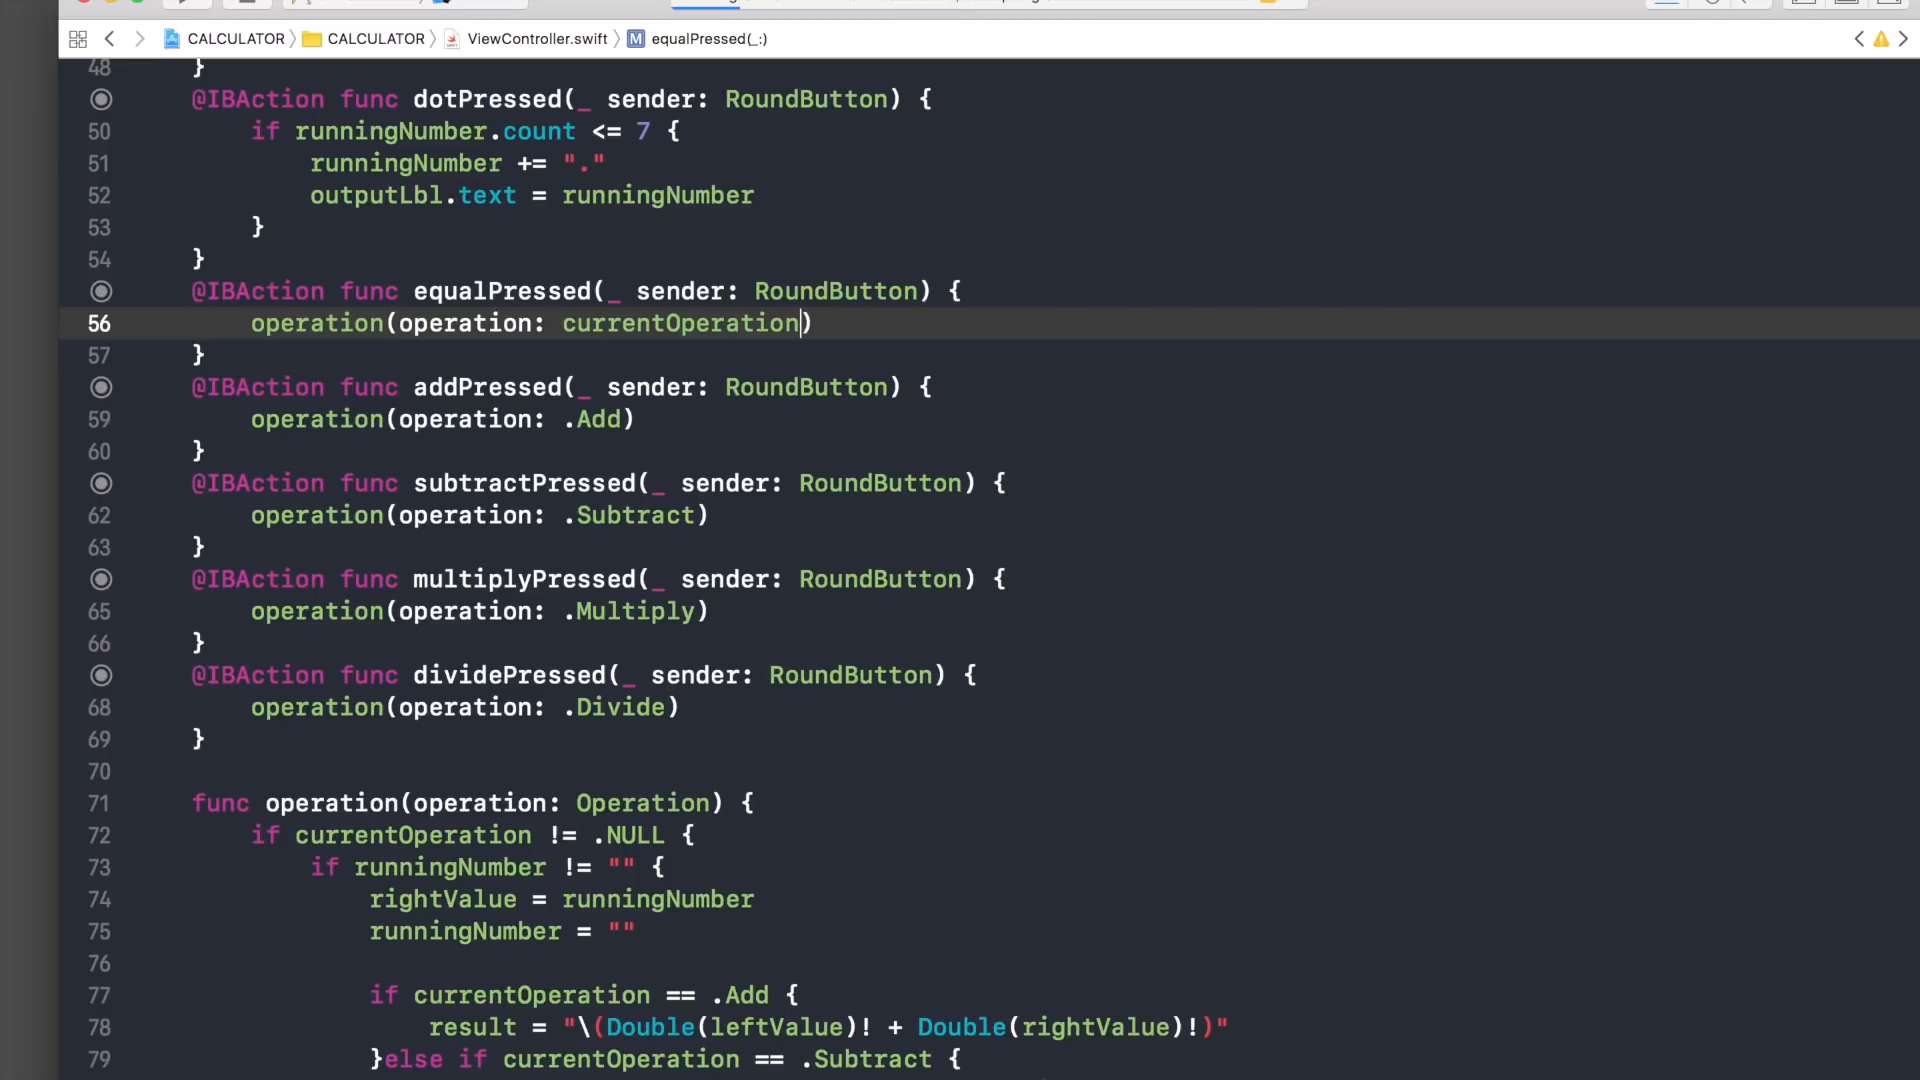 CALCULATOR 〉 CALCULATOR 〉 ViewController.swift 〉 M equalPressed(_:)
48 }
@IBAction func dotPressed(_ sender: RoundButton) {
50 if runningNumber.count <= 7 {
51 runningNumber += "."
52 outputLbl.text = runningNumber
53 }
54 }
@IBAction func equalPressed(_ sender: RoundButton) {
56 operation(operation: currentOperation)
57 }
@IBAction func addPressed(_ sender: RoundButton) {
59 operation(operation: .Add)
60 }
@IBAction func subtractPressed(_ sender: RoundButton) {
62 operation(operation: .Subtract)
63 }
@IBAction func multiplyPressed(_ sender: RoundButton) {
65 operation(operation: .Multiply)
66 }
@IBAction func dividePressed(_ sender: RoundButton) {
68 operation(operation: .Divide)
69 }
70
71 func operation(operation: Operation) {
72 if currentOperation != .NULL {
73 if runningNumber != "" {
74 rightValue = runningNumber
75 runningNumber = ""
76
77 if currentOperation == .Add {
78 result = "\(Double(leftValue)! + Double(rightValue)!)"
79 }else if currentOperation == .Subtract {